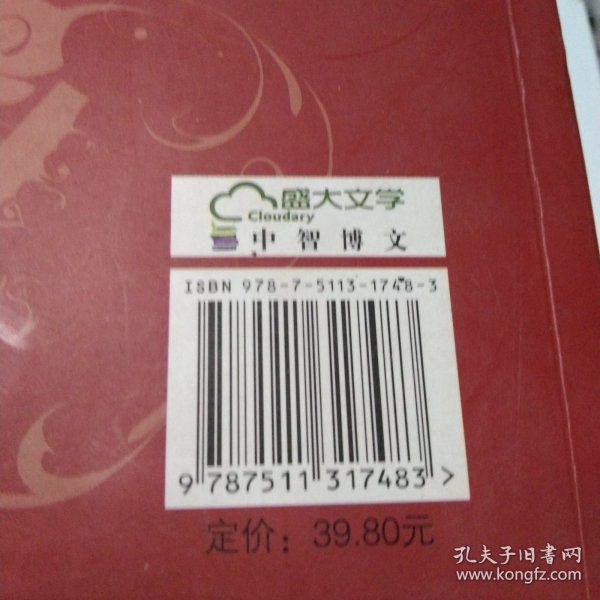 盛大文学
Cloudary
中智博文
ISBN 978-7-5113-1748-3
9 787511 317483 >
定价：39.80元
孔夫子旧书网
www.kongfz.com